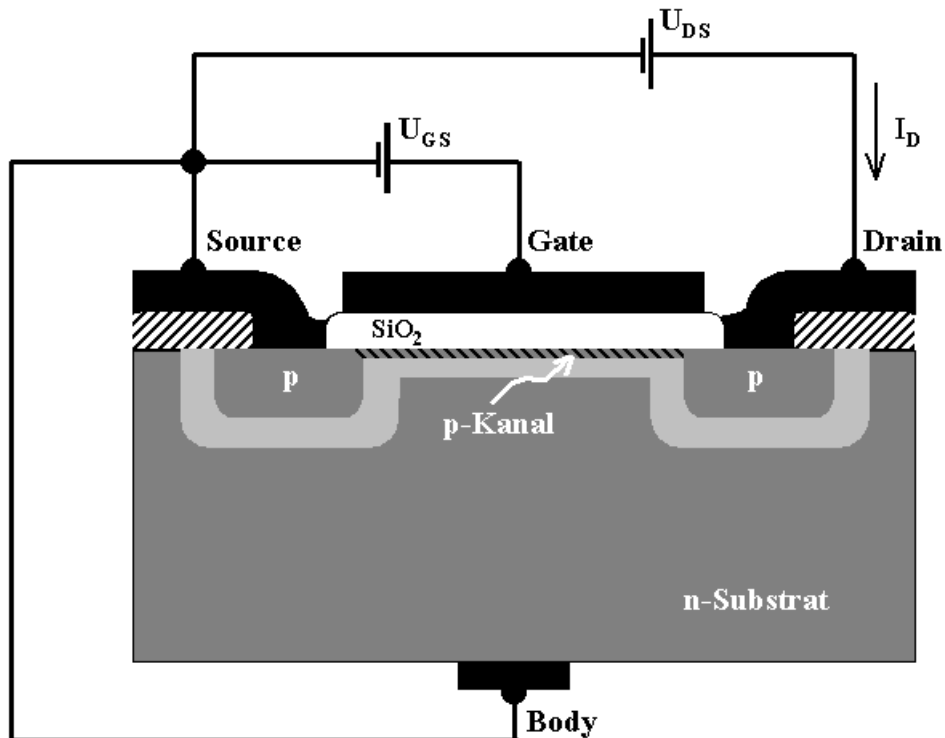 U_DS
U_GS
I_D
Source
Gate
Drain
SiO₂
p
p
p-Kanal
n-Substrat
Body